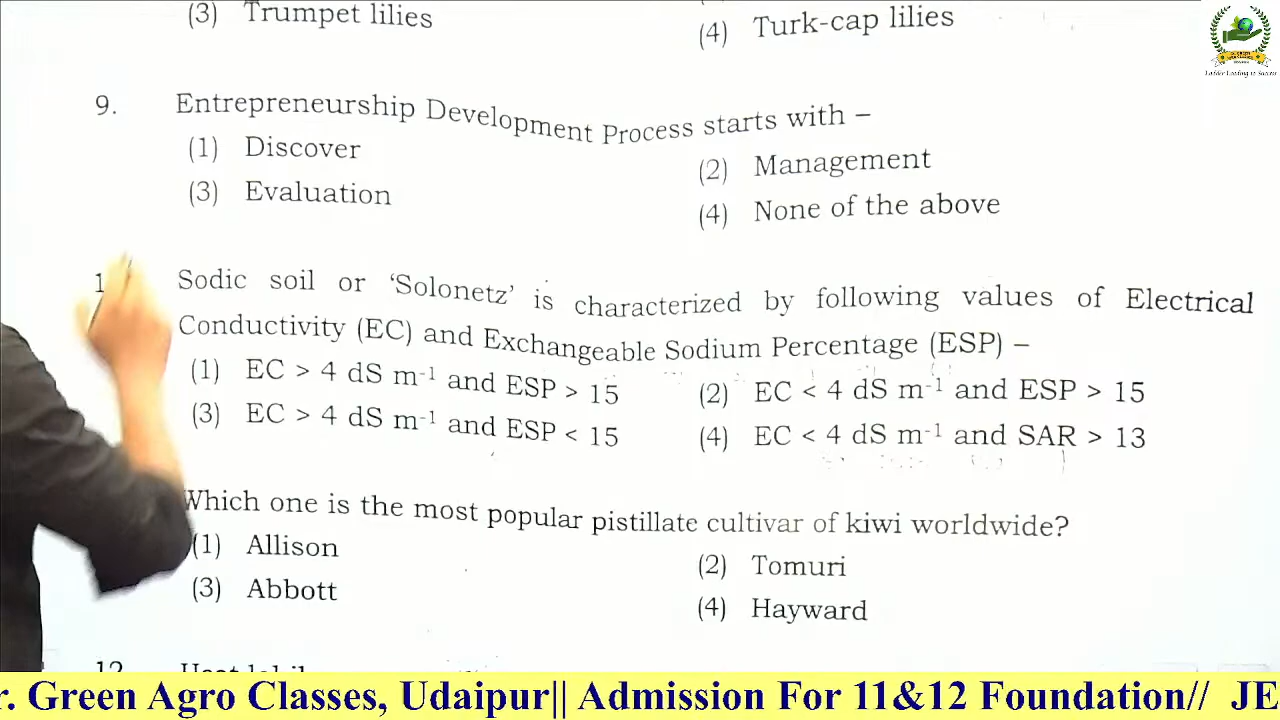 (3) Trumpet lilies
(4) Turk-cap lilies
9. Entrepreneurship Development Process starts with –
(1) Discover
(2) Management
(3) Evaluation
(4) None of the above
1 Sodic soil or ‘Solonetz’ is characterized by following values of Electrical
Conductivity (EC) and Exchangeable Sodium Percentage (ESP) –
(1) EC > 4 dS m-1 and ESP > 15
(2) EC < 4 dS m-1 and ESP > 15
(3) EC > 4 dS m-1 and ESP < 15
(4) EC < 4 dS m-1 and SAR > 13
Which one is the most popular pistillate cultivar of kiwi worldwide?
(1) Allison
(2) Tomuri
(3) Abbott
(4) Hayward
12
r. Green Agro Classes, Udaipur|| Admission For 11&12 Foundation// JE